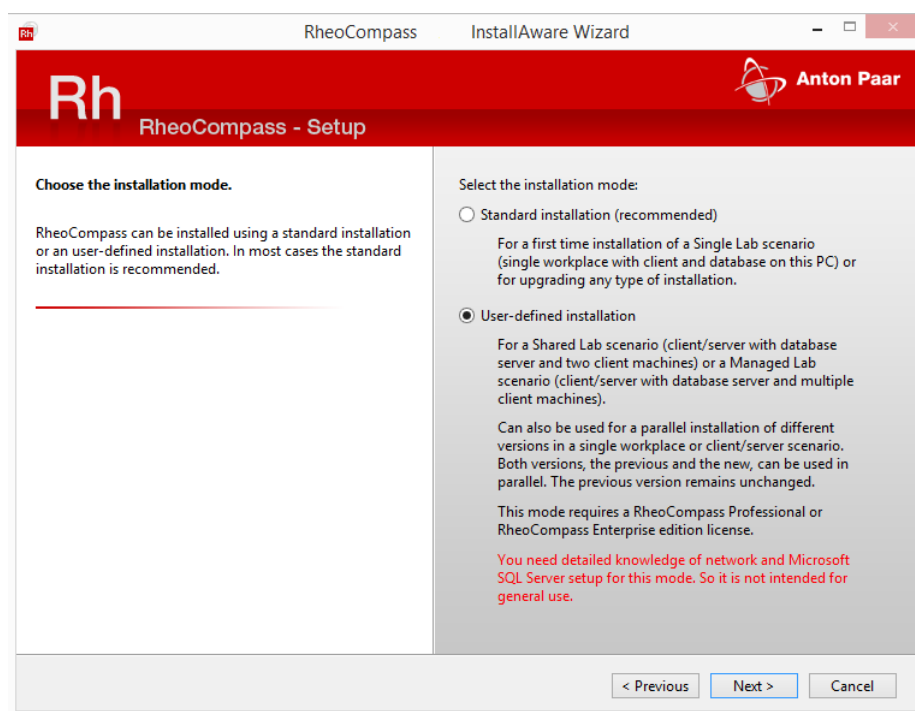 Rh
RheoCompass InstallAware Wizard
Anton Paar
Rh
RheoCompass - Setup
Choose the installation mode.
RheoCompass can be installed using a standard installation
or an user-defined installation. In most cases the standard
installation is recommended.
Select the installation mode:
Standard installation (recommended)
For a first time installation of a Single Lab scenario
(single workplace with client and database on this PC) or
for upgrading any type of installation.
User-defined installation
For a Shared Lab scenario (client/server with database
server and two client machines) or a Managed Lab
scenario (client/server with database server and multiple
client machines).
Can also be used for a parallel installation of different
versions in a single workplace or client/server scenario.
Both versions, the previous and the new, can be used in
parallel. The previous version remains unchanged.
This mode requires a RheoCompass Professional or
RheoCompass Enterprise edition license.
You need detailed knowledge of network and Microsoft
SQL Server setup for this mode. So it is not intended for
general use.
< Previous
Next >
Cancel